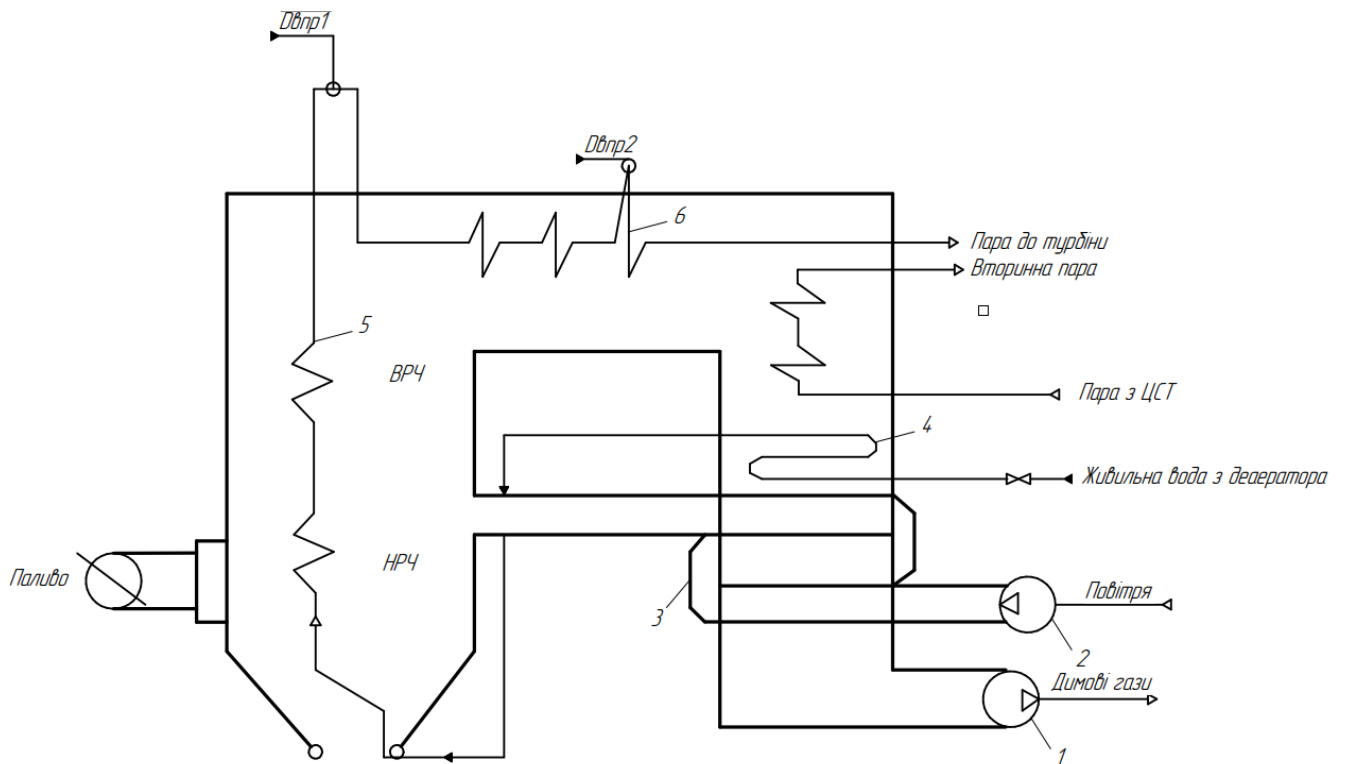 Dвпр1
Dвпр2
6
Пара до турбіни
Вторинна пара
5
ВРЧ
Пара з ЦСТ
4
Живильна вода з деаератора
НРЧ
Паливо
3
Повітря
2
Димові гази
1